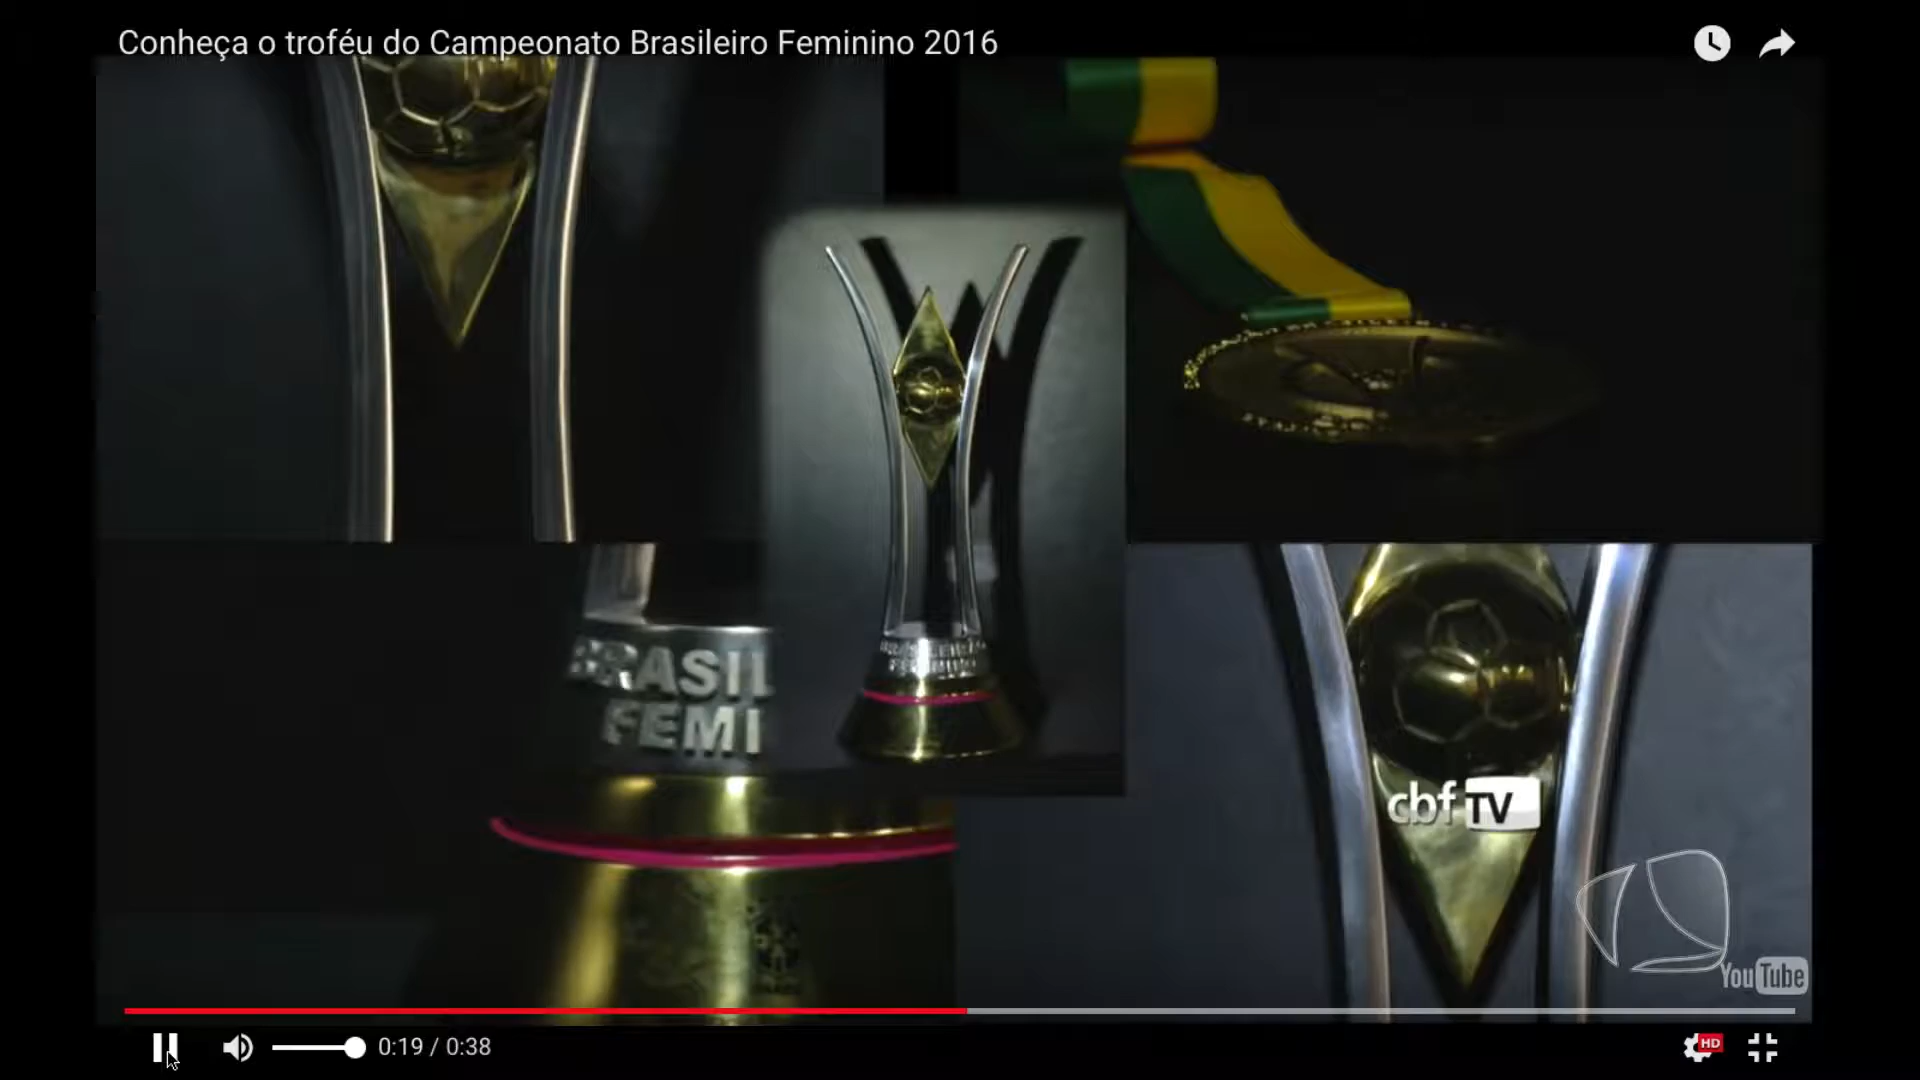 Conheça o troféu do Campeonato Brasileiro Feminino 2016
BRASIL
FEMI
cbf TV
YouTube
0:19 / 0:38
HD